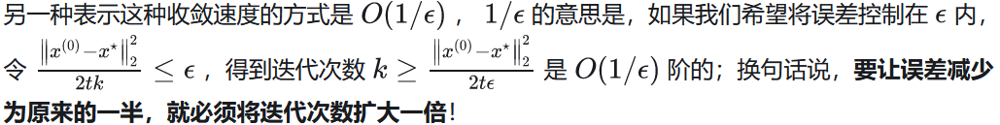 另一种表示这种收敛速度的方式是 $O(1/\epsilon)$ ， $1/\epsilon$ 的意思是，如果我们希望将误差控制在 $\epsilon$ 内，
令 $\frac{\left\|x^{(0)}-x^{\star}\right\|_2^2}{2tk} \leq \epsilon$ ，得到迭代次数 $k \geq \frac{\left\|x^{(0)}-x^{\star}\right\|_2^2}{2t\epsilon}$ 是 $O(1/\epsilon)$ 阶的；换句话说，要让误差减少
为原来的一半，就必须将迭代次数扩大一倍！